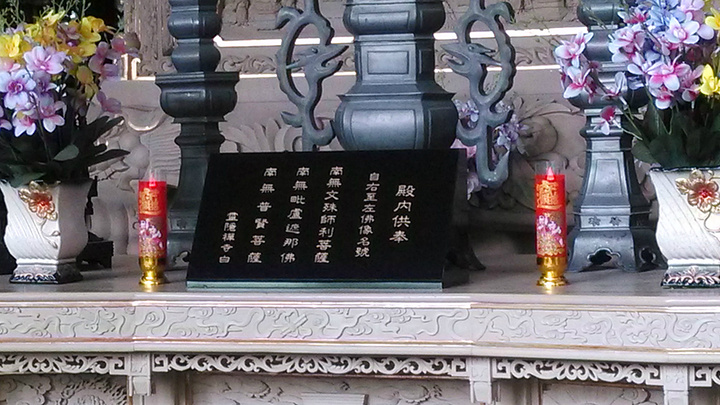 殿内供奉
自右至左佛像名號
南無文殊師利菩薩
南無毗盧遮那佛
南無普賢菩薩
靈隱禪寺白